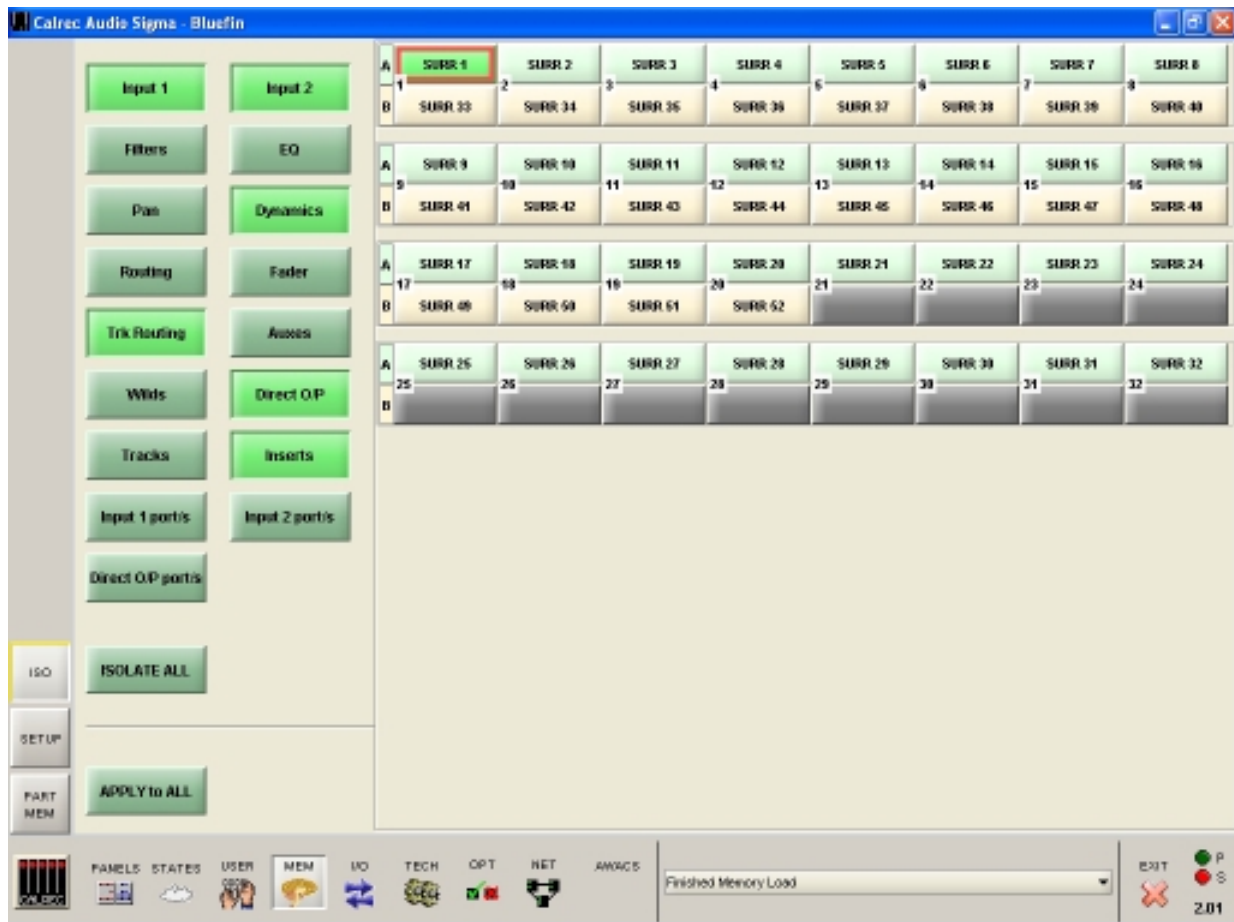 Calrec Audio Sigma - Bluefin
Input 1 Input 2
Filters EQ
Pan Dynamics
Routing Fader
Trk Routing Auxes
Wilds Direct O/P
Tracks Inserts
Input 1 port/s Input 2 port/s
Direct O/P port/s
ISOLATE ALL
APPLY to ALL
ISO
SETUP
PART
MEM
A SURR 1 SURR 2 SURR 3 SURR 4 SURR 5 SURR 6 SURR 7 SURR 8
1 2 3 4 5 6 7 8
B SURR 33 SURR 34 SURR 35 SURR 36 SURR 37 SURR 38 SURR 39 SURR 40
A SURR 9 SURR 10 SURR 11 SURR 12 SURR 13 SURR 14 SURR 15 SURR 16
9 10 11 12 13 14 15 16
B SURR 41 SURR 42 SURR 43 SURR 44 SURR 45 SURR 46 SURR 47 SURR 48
A SURR 17 SURR 18 SURR 19 SURR 20 SURR 21 SURR 22 SURR 23 SURR 24
17 18 19 20 21 22 23 24
B SURR 49 SURR 50 SURR 51 SURR 52
A SURR 25 SURR 26 SURR 27 SURR 28 SURR 29 SURR 30 SURR 31 SURR 32
25 26 27 28 29 30 31 32
B
CALREC
PANELS STATES USER MEM I/O TECH OPT NET AWACS
Finished Memory Load
EXIT
P
S
2.01